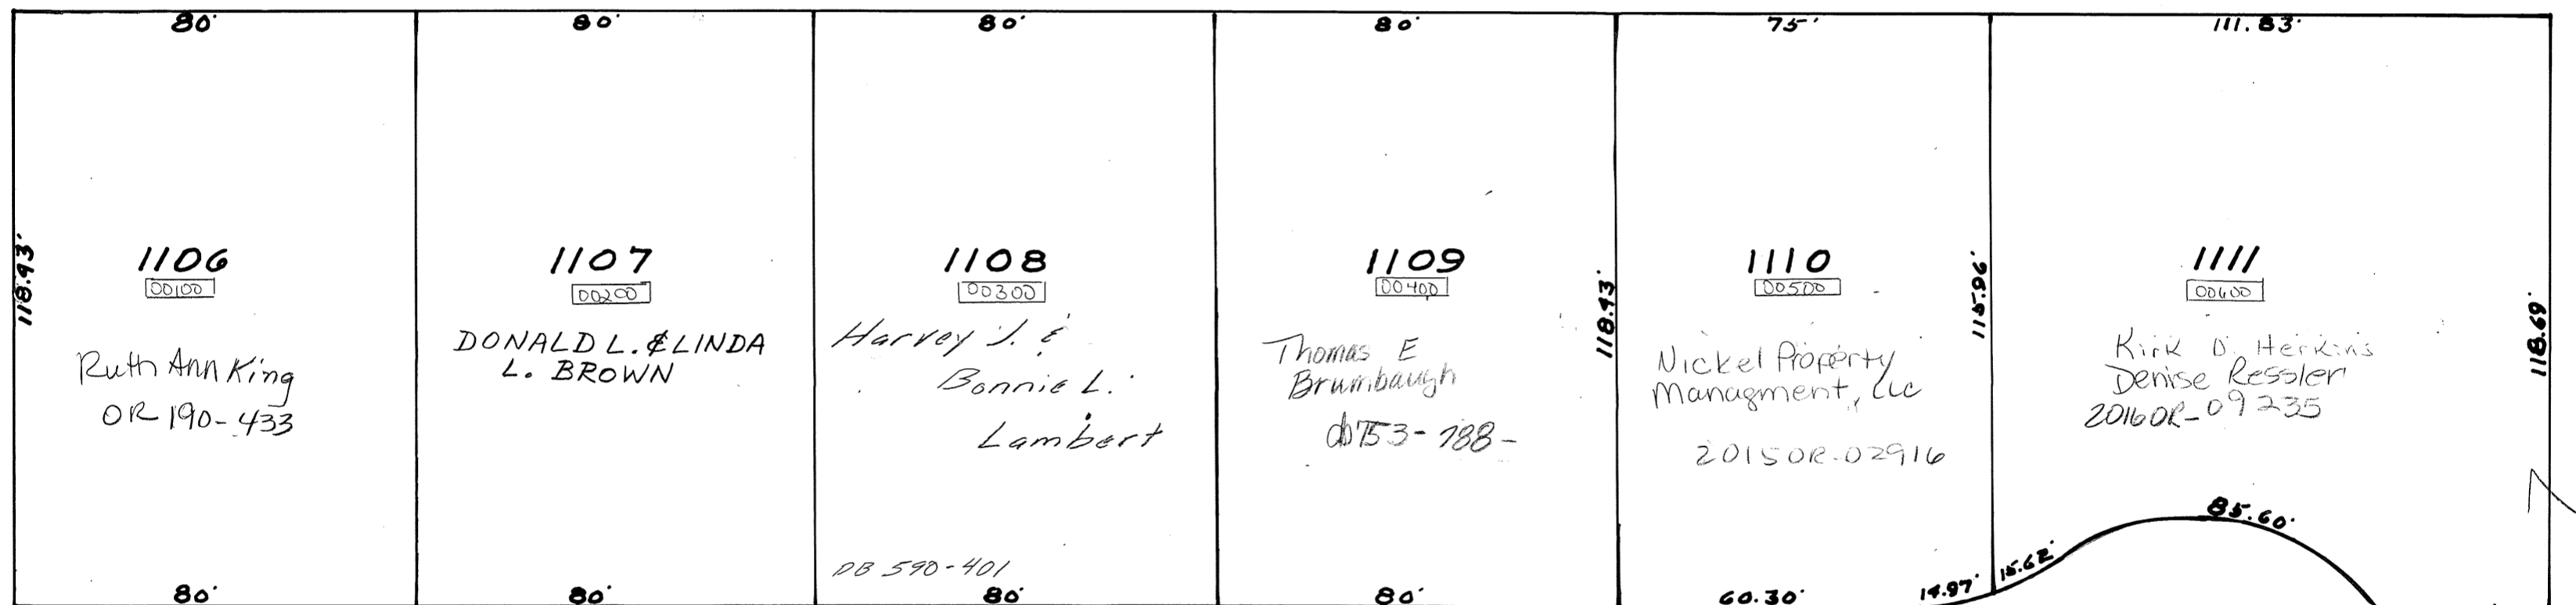 80'
80'
80'
80'
75'
111.83'
118.93'
1106
00100
Ruth Ann King
OR 190-433
80'
1107
00200
DONALD L. & LINDA
L. BROWN
80'
1108
00300
Harvey J. &
Bonnie L.
Lambert
DB 590-401
80'
1109
00400
Thomas E
Brumbaugh
db753-788-
80'
118.93'
1110
00500
Nickel Property
Managment, LLC
2015OR-02916
60.30'
14.97'
115.96'
1111
00600
Kirk D. Herkins
Denise Ressler
2016OR-09235
85.60'
15.62'
118.69'